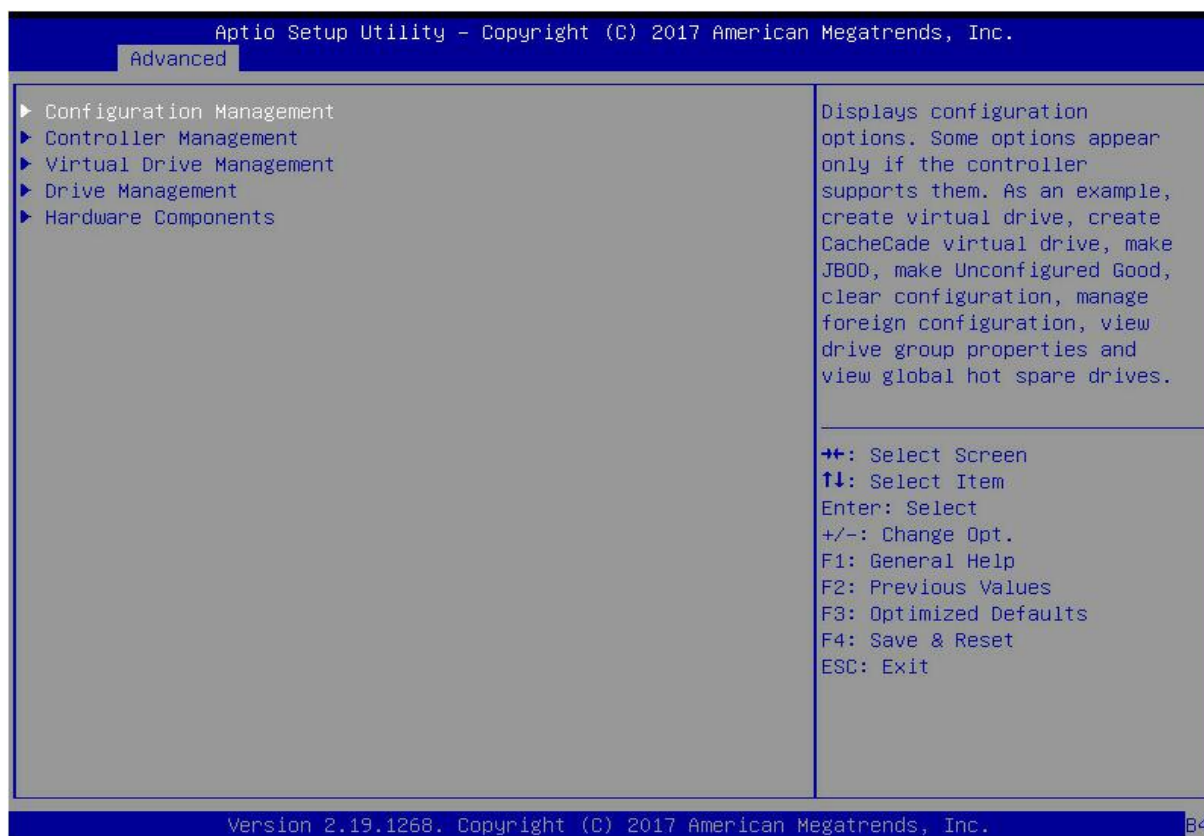 Aptio Setup Utility – Copyright (C) 2017 American Megatrends, Inc.
Advanced
▶ Configuration Management
▶ Controller Management
▶ Virtual Drive Management
▶ Drive Management
▶ Hardware Components
Displays configuration
options. Some options appear
only if the controller
supports them. As an example,
create virtual drive, create
CacheCade virtual drive, make
JBOD, make Unconfigured Good,
clear configuration, manage
foreign configuration, view
drive group properties and
view global hot spare drives.
→←: Select Screen
↑↓: Select Item
Enter: Select
+/-: Change Opt.
F1: General Help
F2: Previous Values
F3: Optimized Defaults
F4: Save & Reset
ESC: Exit
Version 2.19.1268. Copyright (C) 2017 American Megatrends, Inc.